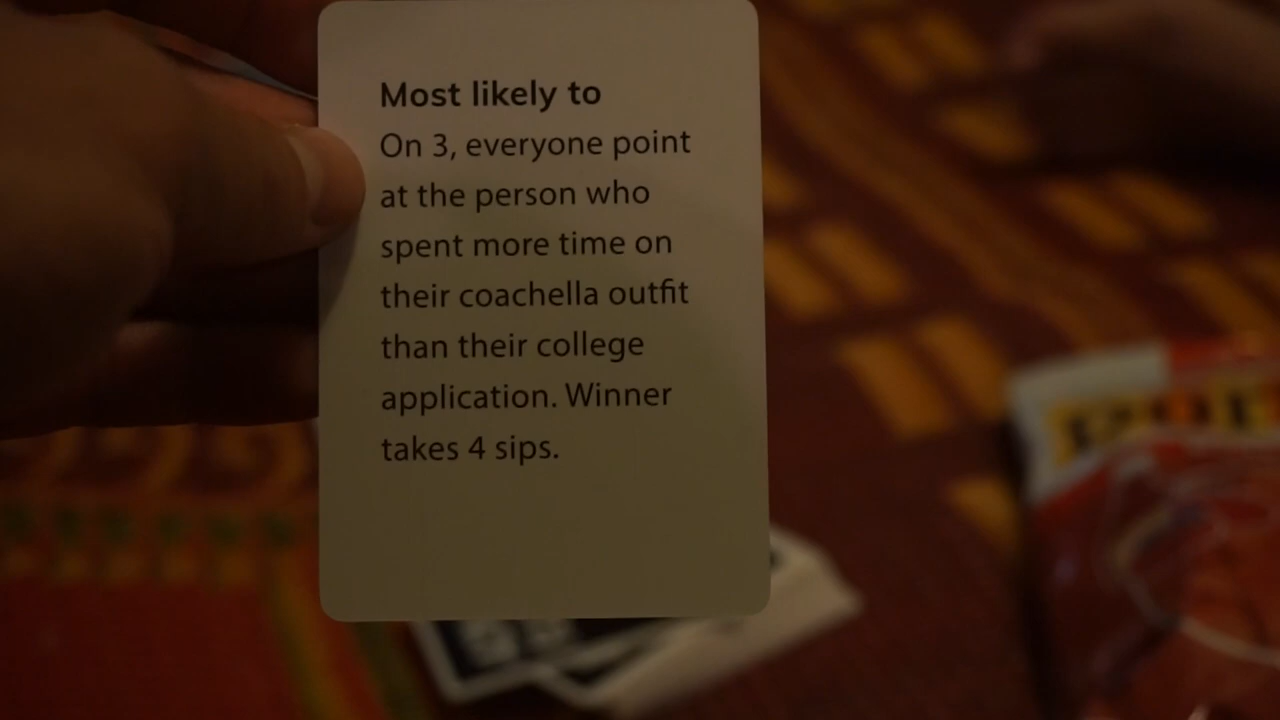 Most likely to
On 3, everyone point
at the person who
spent more time on
their coachella outfit
than their college
application. Winner
takes 4 sips.